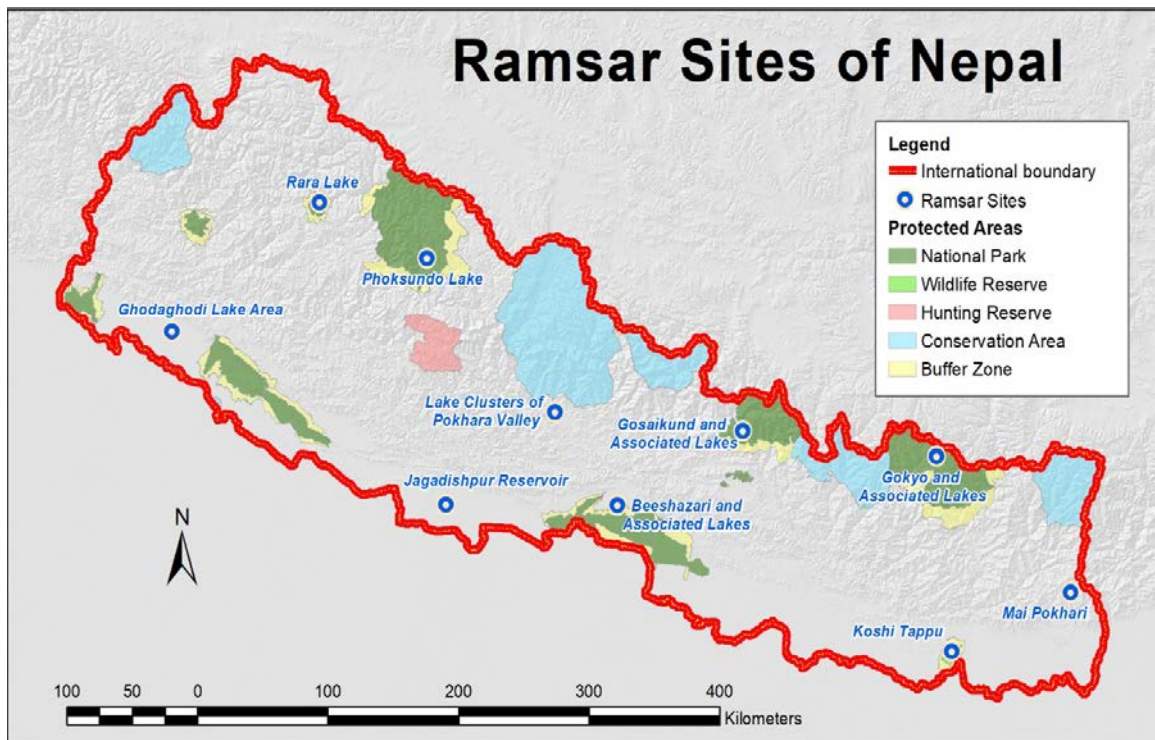 Ramsar Sites of Nepal
Legend
International boundary
Ramsar Sites
Protected Areas
National Park
Wildlife Reserve
Hunting Reserve
Conservation Area
Buffer Zone
Rara Lake
Phoksundo Lake
Ghodaghodi Lake Area
Lake Clusters of
Pokhara Valley
Gosaikund and
Associated Lakes
Gokyo and
Associated Lakes
Jagadishpur Reservoir
Beeshazari and
Associated Lakes
Mai Pokhari
Koshi Tappu
N
100 50 0 100 200 300 400
Kilometers